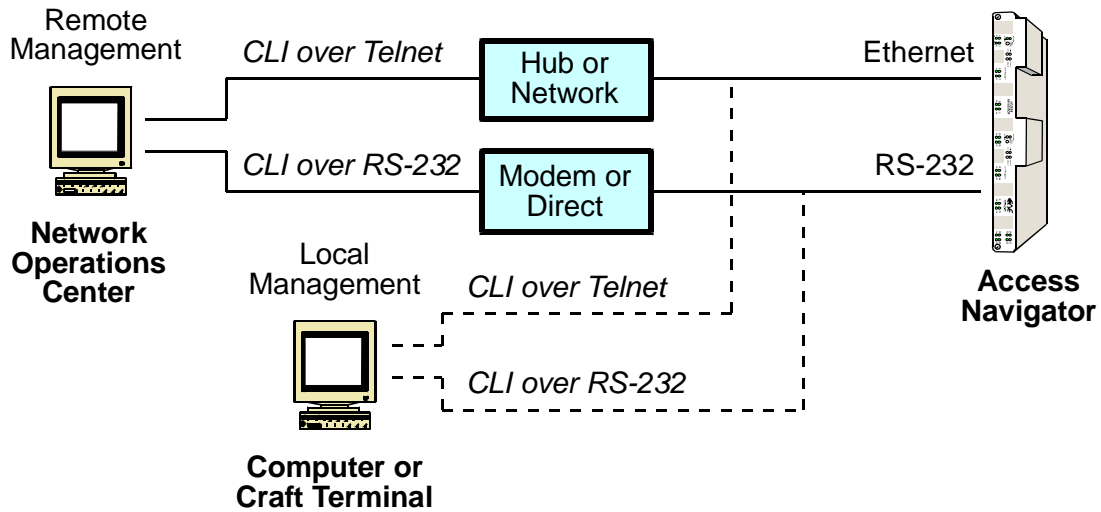 Remote
Management
CLI over Telnet
Hub or
Network
Ethernet
CLI over RS-232
Modem or
Direct
RS-232
Network
Operations
Center
Local
Management
CLI over Telnet
Access
Navigator
CLI over RS-232
Computer or
Craft Terminal